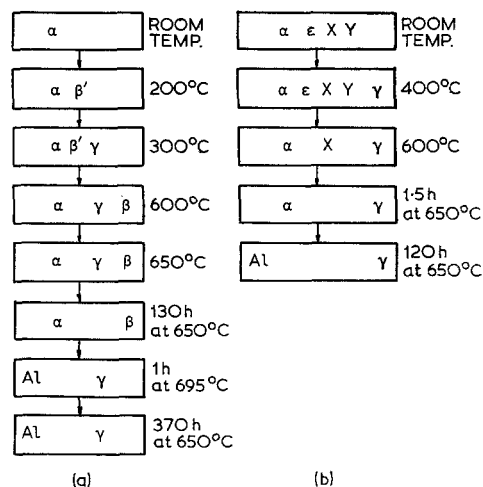 α
ROOM
TEMP.
α β′
200°C
α β′ γ
300°C
α γ β
600°C
α γ β
650°C
α β
130h
at 650°C
Al γ
1h
at 695°C
Al γ
370h
at 650°C
(a)
α ε X Y
ROOM
TEMP.
α ε X Y γ
400°C
α X γ
600°C
α γ
1·5h
at 650°C
Al γ
120h
at 650°C
(b)